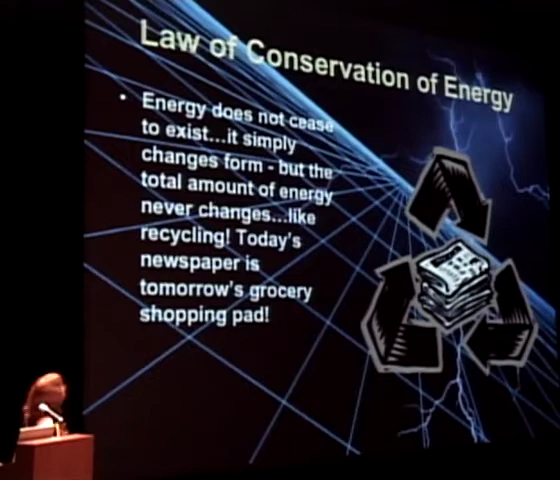 Law of Conservation of Energy
• Energy does not cease
to exist...it simply
changes form - but the
total amount of energy
never changes...like
recycling! Today's
newspaper is
tomorrow's grocery
shopping pad!